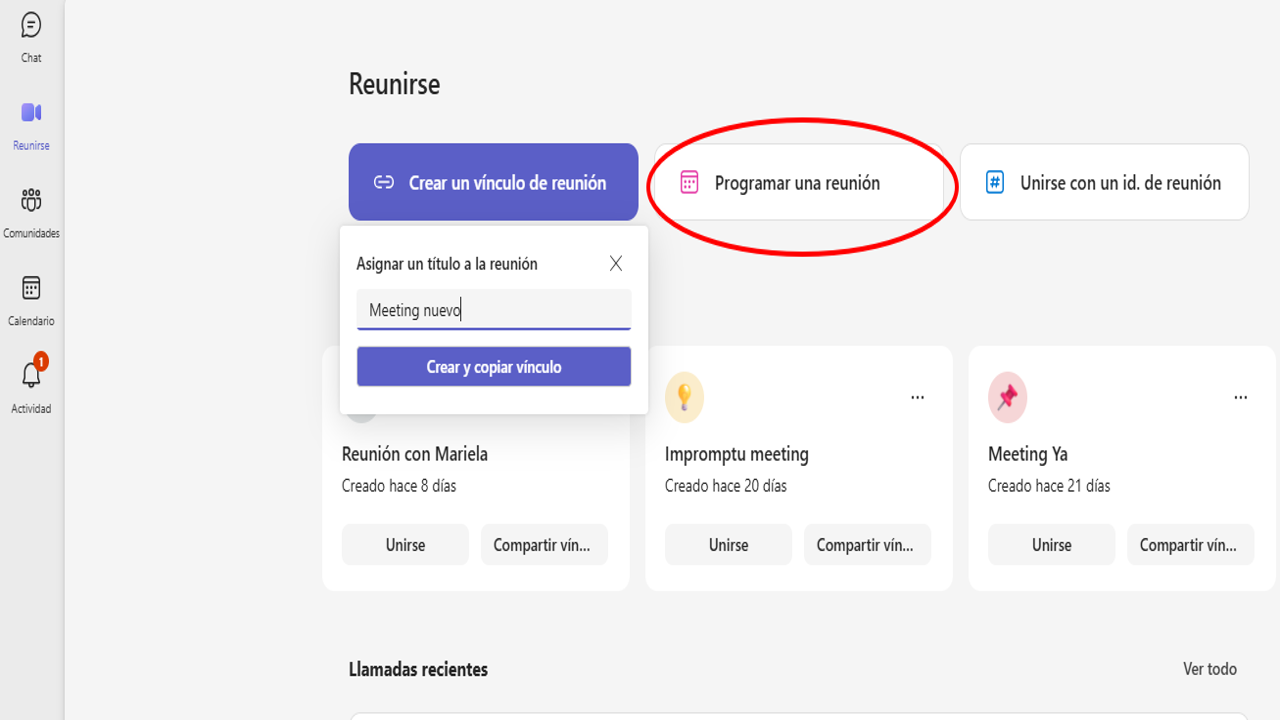 Chat
Reunirse
Comunidades
Calendario
1
Actividad
Reunirse
Crear un vínculo de reunión
Programar una reunión
Unirse con un id. de reunión
Asignar un título a la reunión
Meeting nuevo
Crear y copiar vínculo
Reunión con Mariela
Creado hace 8 días
Unirse
Compartir vín...
Impromptu meeting
Creado hace 20 días
Unirse
Compartir vín...
Meeting Ya
Creado hace 21 días
Unirse
Compartir vín...
Llamadas recientes
Ver todo